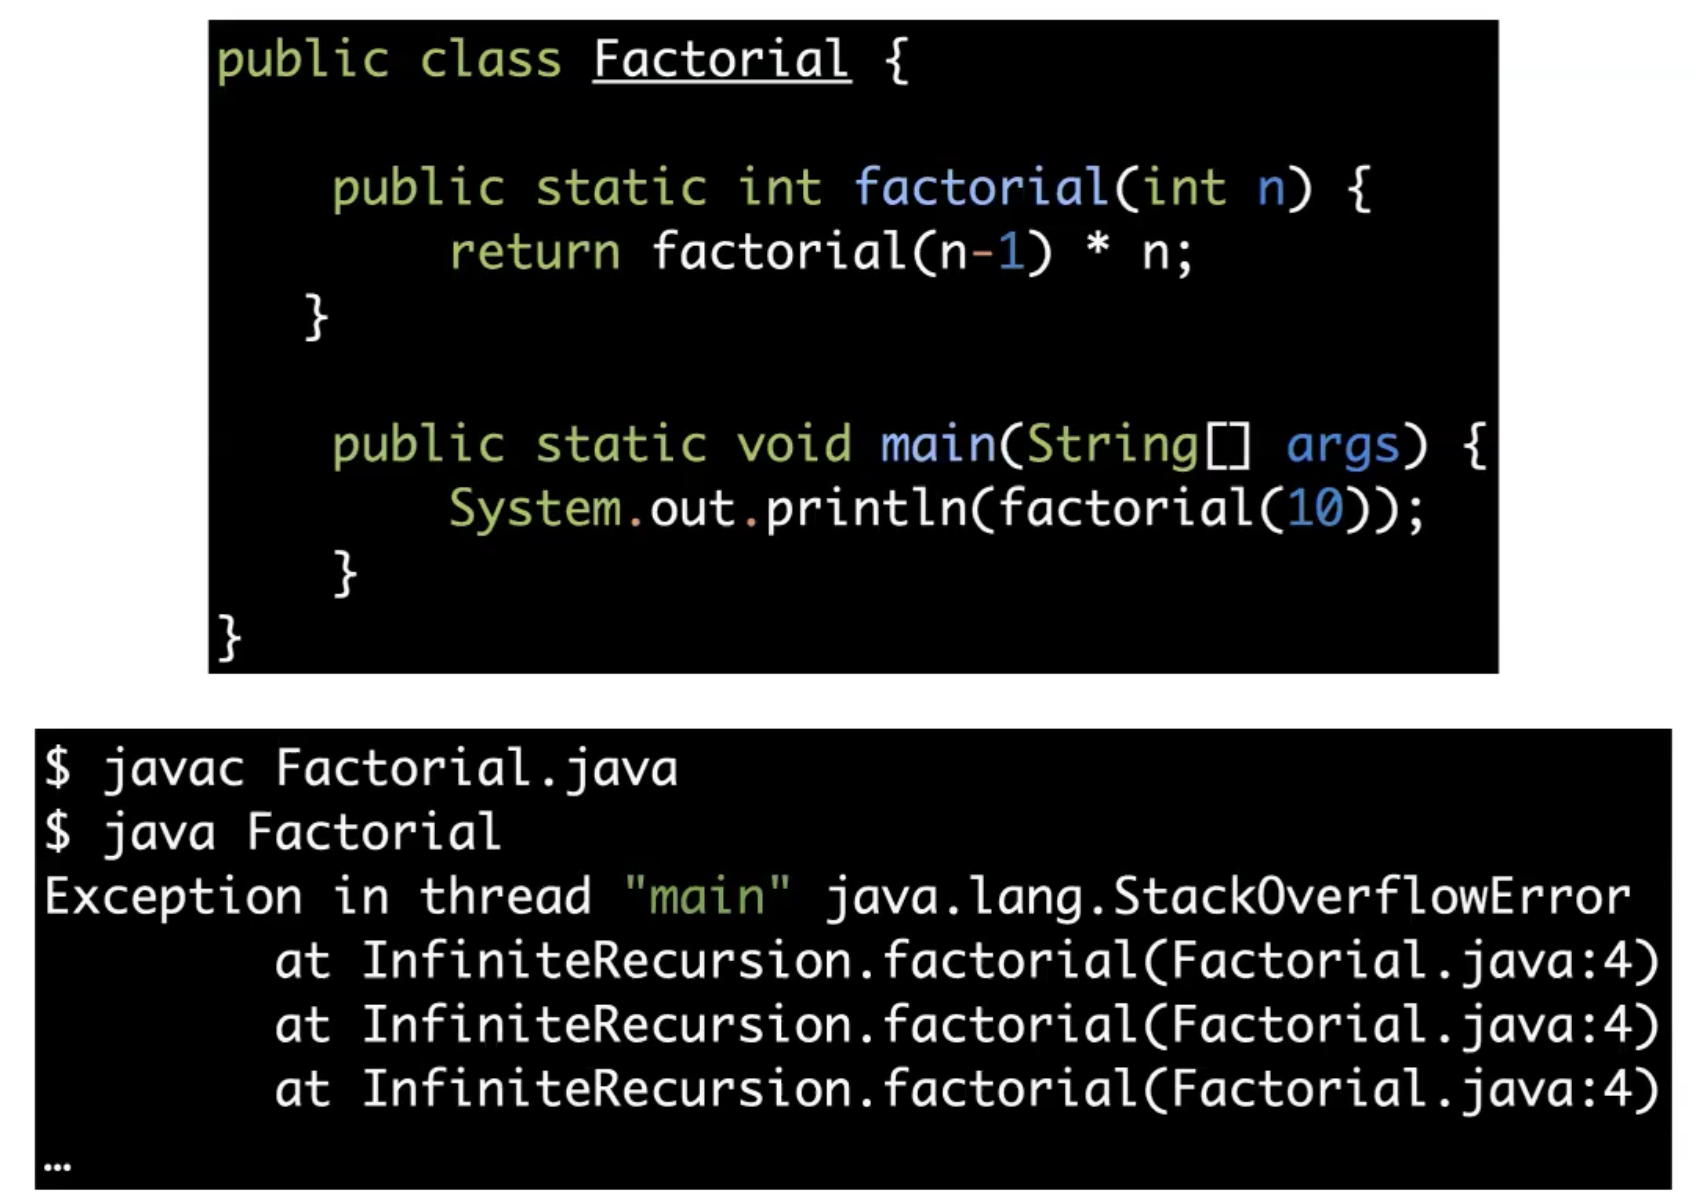 public class Factorial {
public static int factorial(int n) {
return factorial(n-1) * n;
}
public static void main(String[] args) {
System.out.println(factorial(10));
}
}
$ javac Factorial.java
$ java Factorial
Exception in thread "main" java.lang.StackOverflowError
at InfiniteRecursion.factorial(Factorial.java:4)
at InfiniteRecursion.factorial(Factorial.java:4)
at InfiniteRecursion.factorial(Factorial.java:4)
…